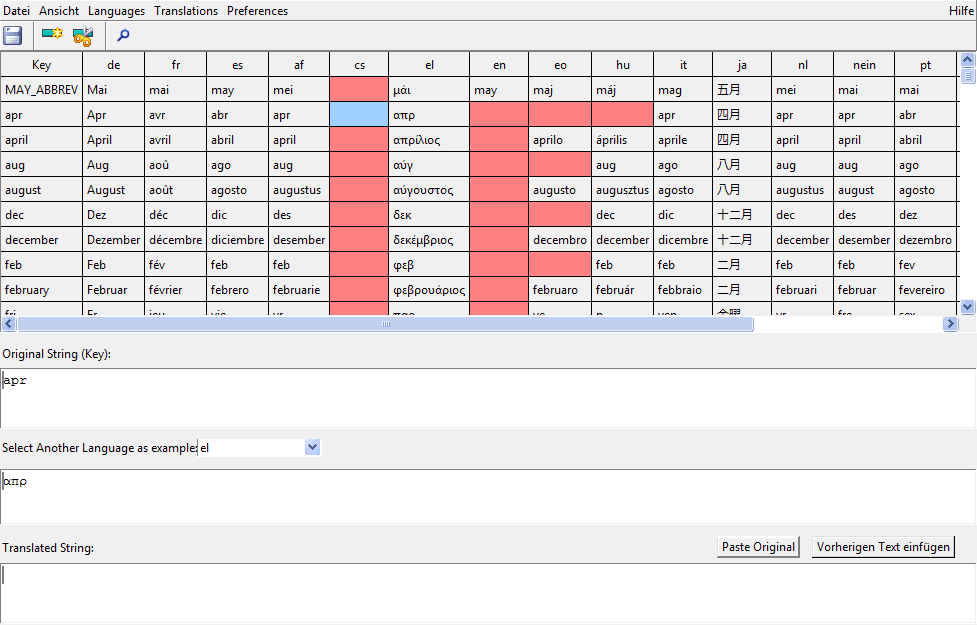 Datei Ansicht Languages Translations Preferences Hilfe
Key de fr es af cs el en eo hu it ja nl nein pt
MAY_ABBREV Mai mai may mei μάι may maj máj mag 五月 mei mai mai
apr Apr avr abr apr απρ apr 四月 apr apr abr
april April avril abril april απρίλιος aprilo április aprile 四月 april april abril
aug Aug aoû ago aug αύγ aug ago 八月 aug aug ago
august August août agosto augustus αύγουστος augusto augusztus agosto 八月 augustus august agosto
dec Dez déc dic des δεκ dec dic 十二月 dec des dez
december Dezember décembre diciembre desember δεκέμβριος decembro december dicembre 十二月 december desember dezembro
feb Feb fév feb feb φεβ feb feb 二月 feb feb fev
february Februar février febrero februarie φεβρουάριος februaro február febbraio 二月 februari februar fevereiro
Original String (Key):
apr
Select Another Language as example: el
απρ
Translated String: Paste Original Vorherigen Text einfügen